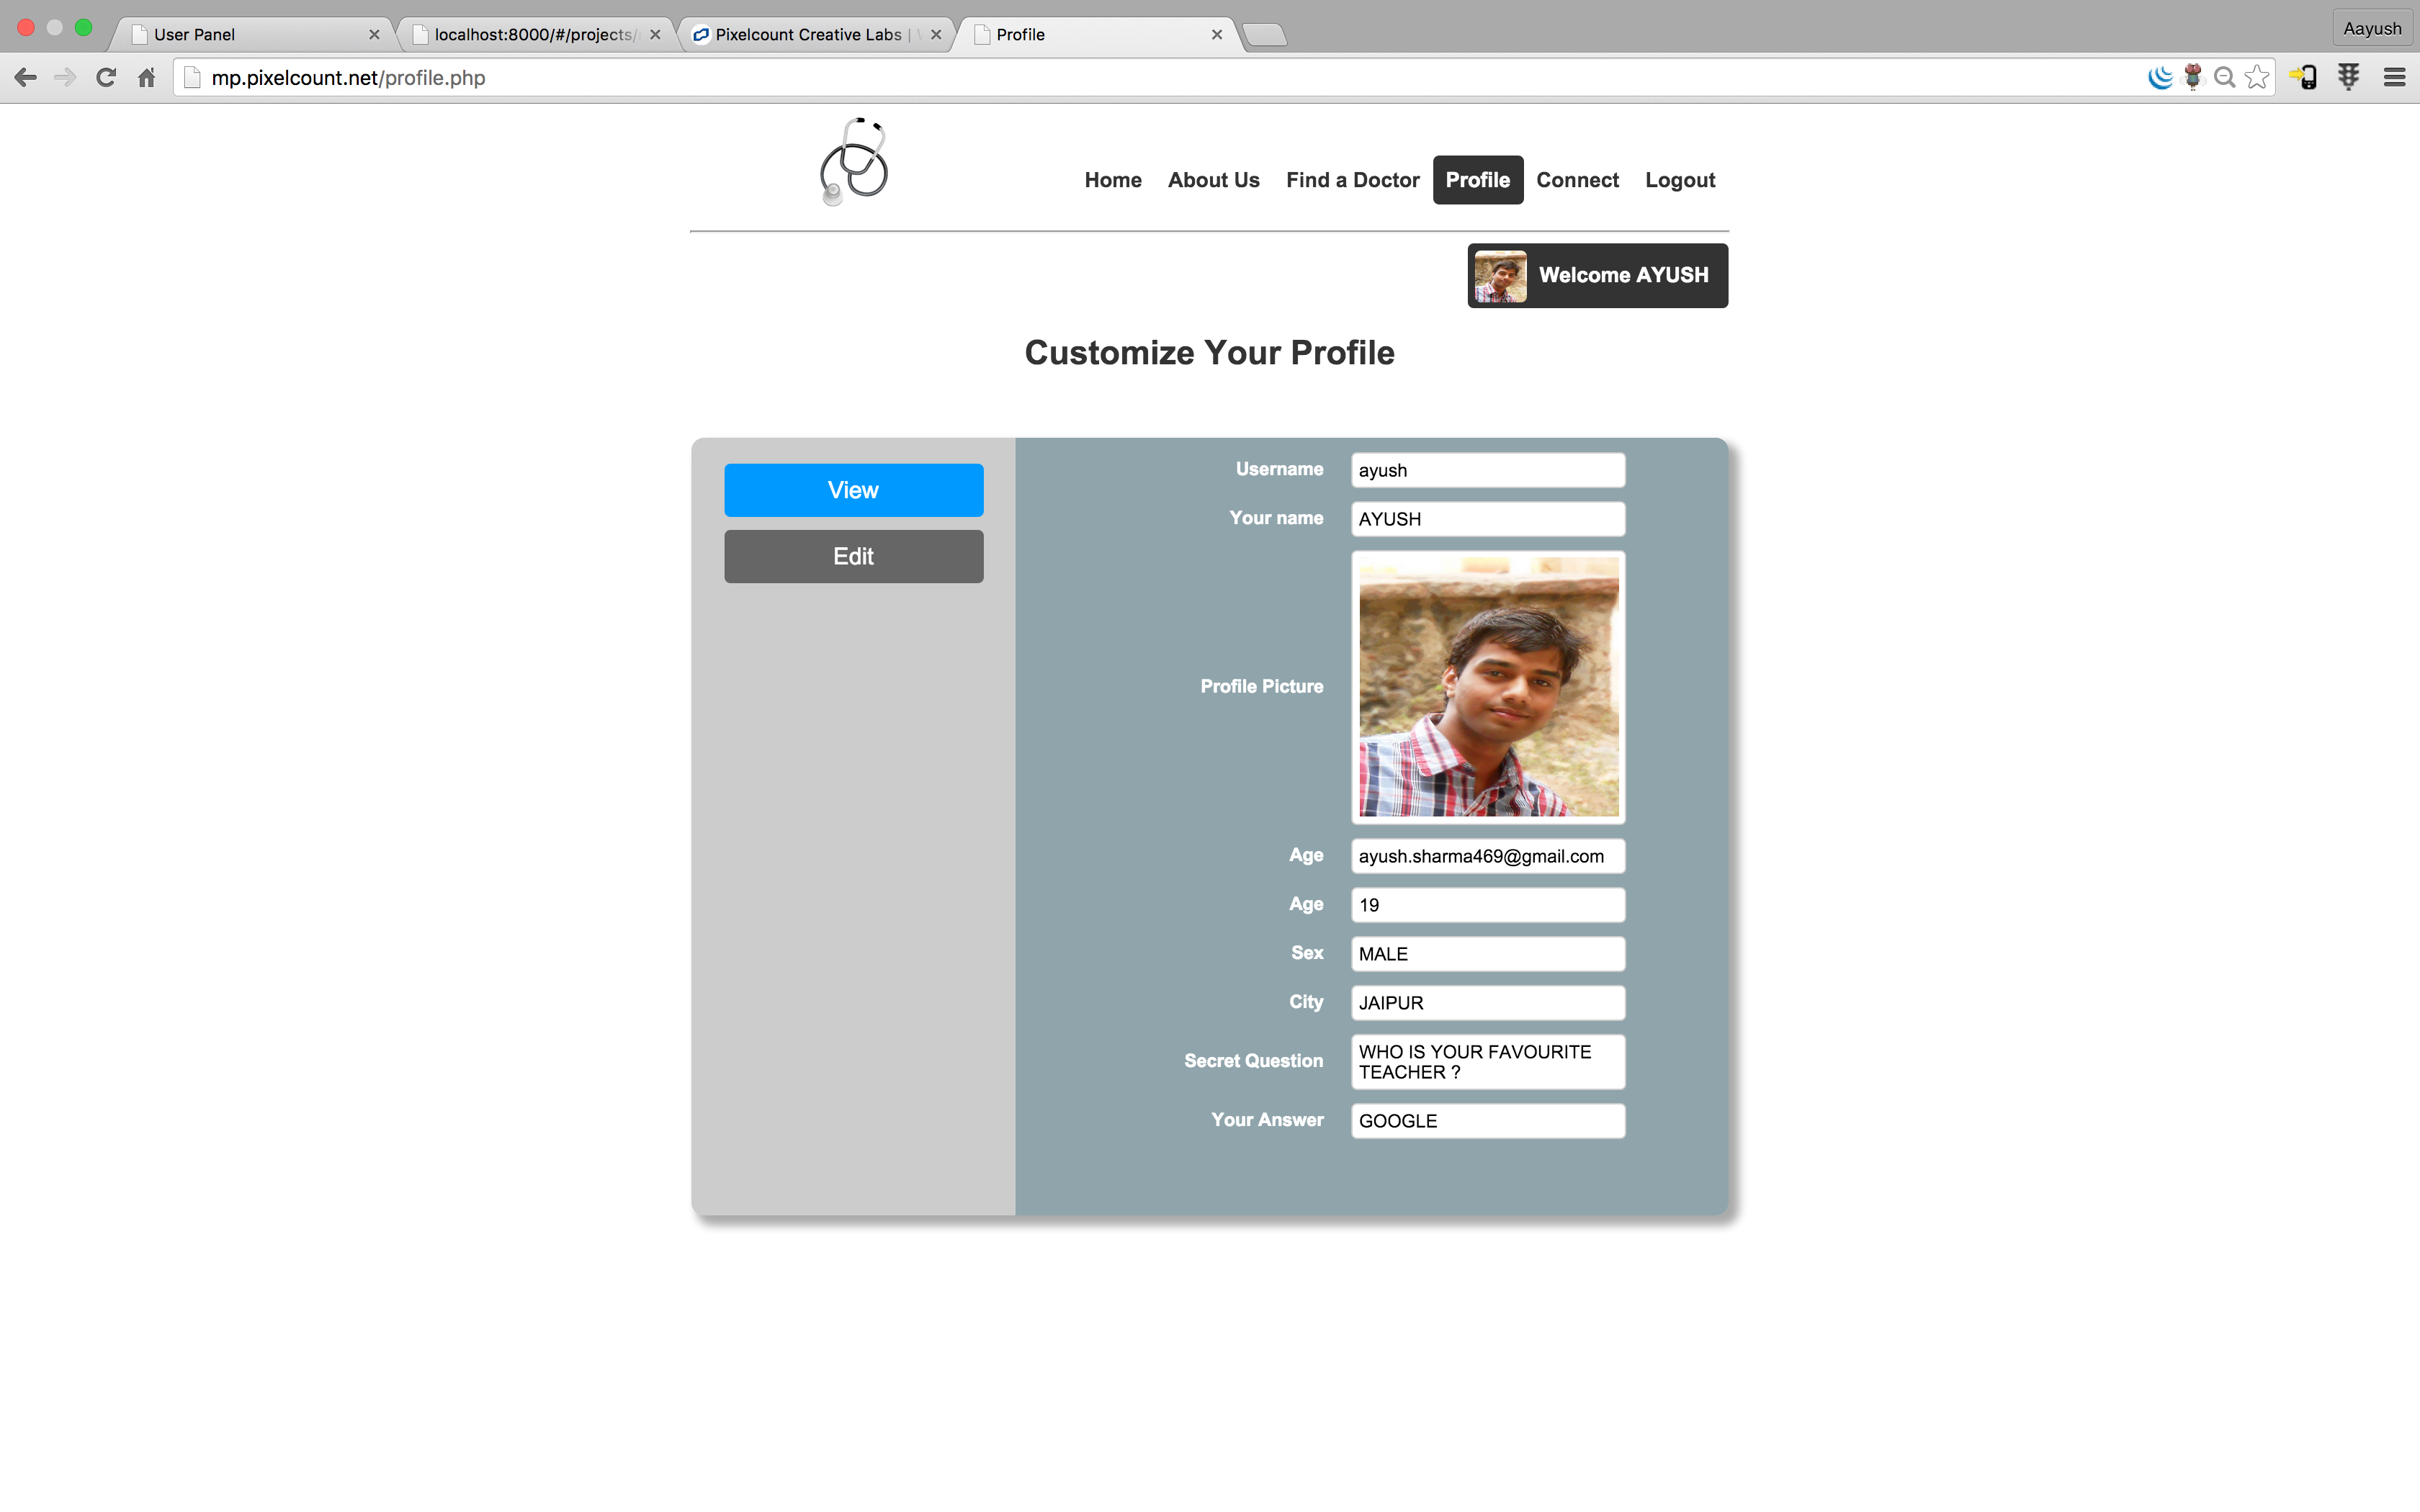 User Panel
localhost:8000/#/projects/
Pixelcount Creative Labs |
Profile
Aayush
mp.pixelcount.net/profile.php
Home
About Us
Find a Doctor
Profile
Connect
Logout
Welcome AYUSH
Customize Your Profile
View
Edit
Username
ayush
Your name
AYUSH
Profile Picture
Age
ayush.sharma469@gmail.com
Age
19
Sex
MALE
City
JAIPUR
Secret Question
WHO IS YOUR FAVOURITE
TEACHER ?
Your Answer
GOOGLE